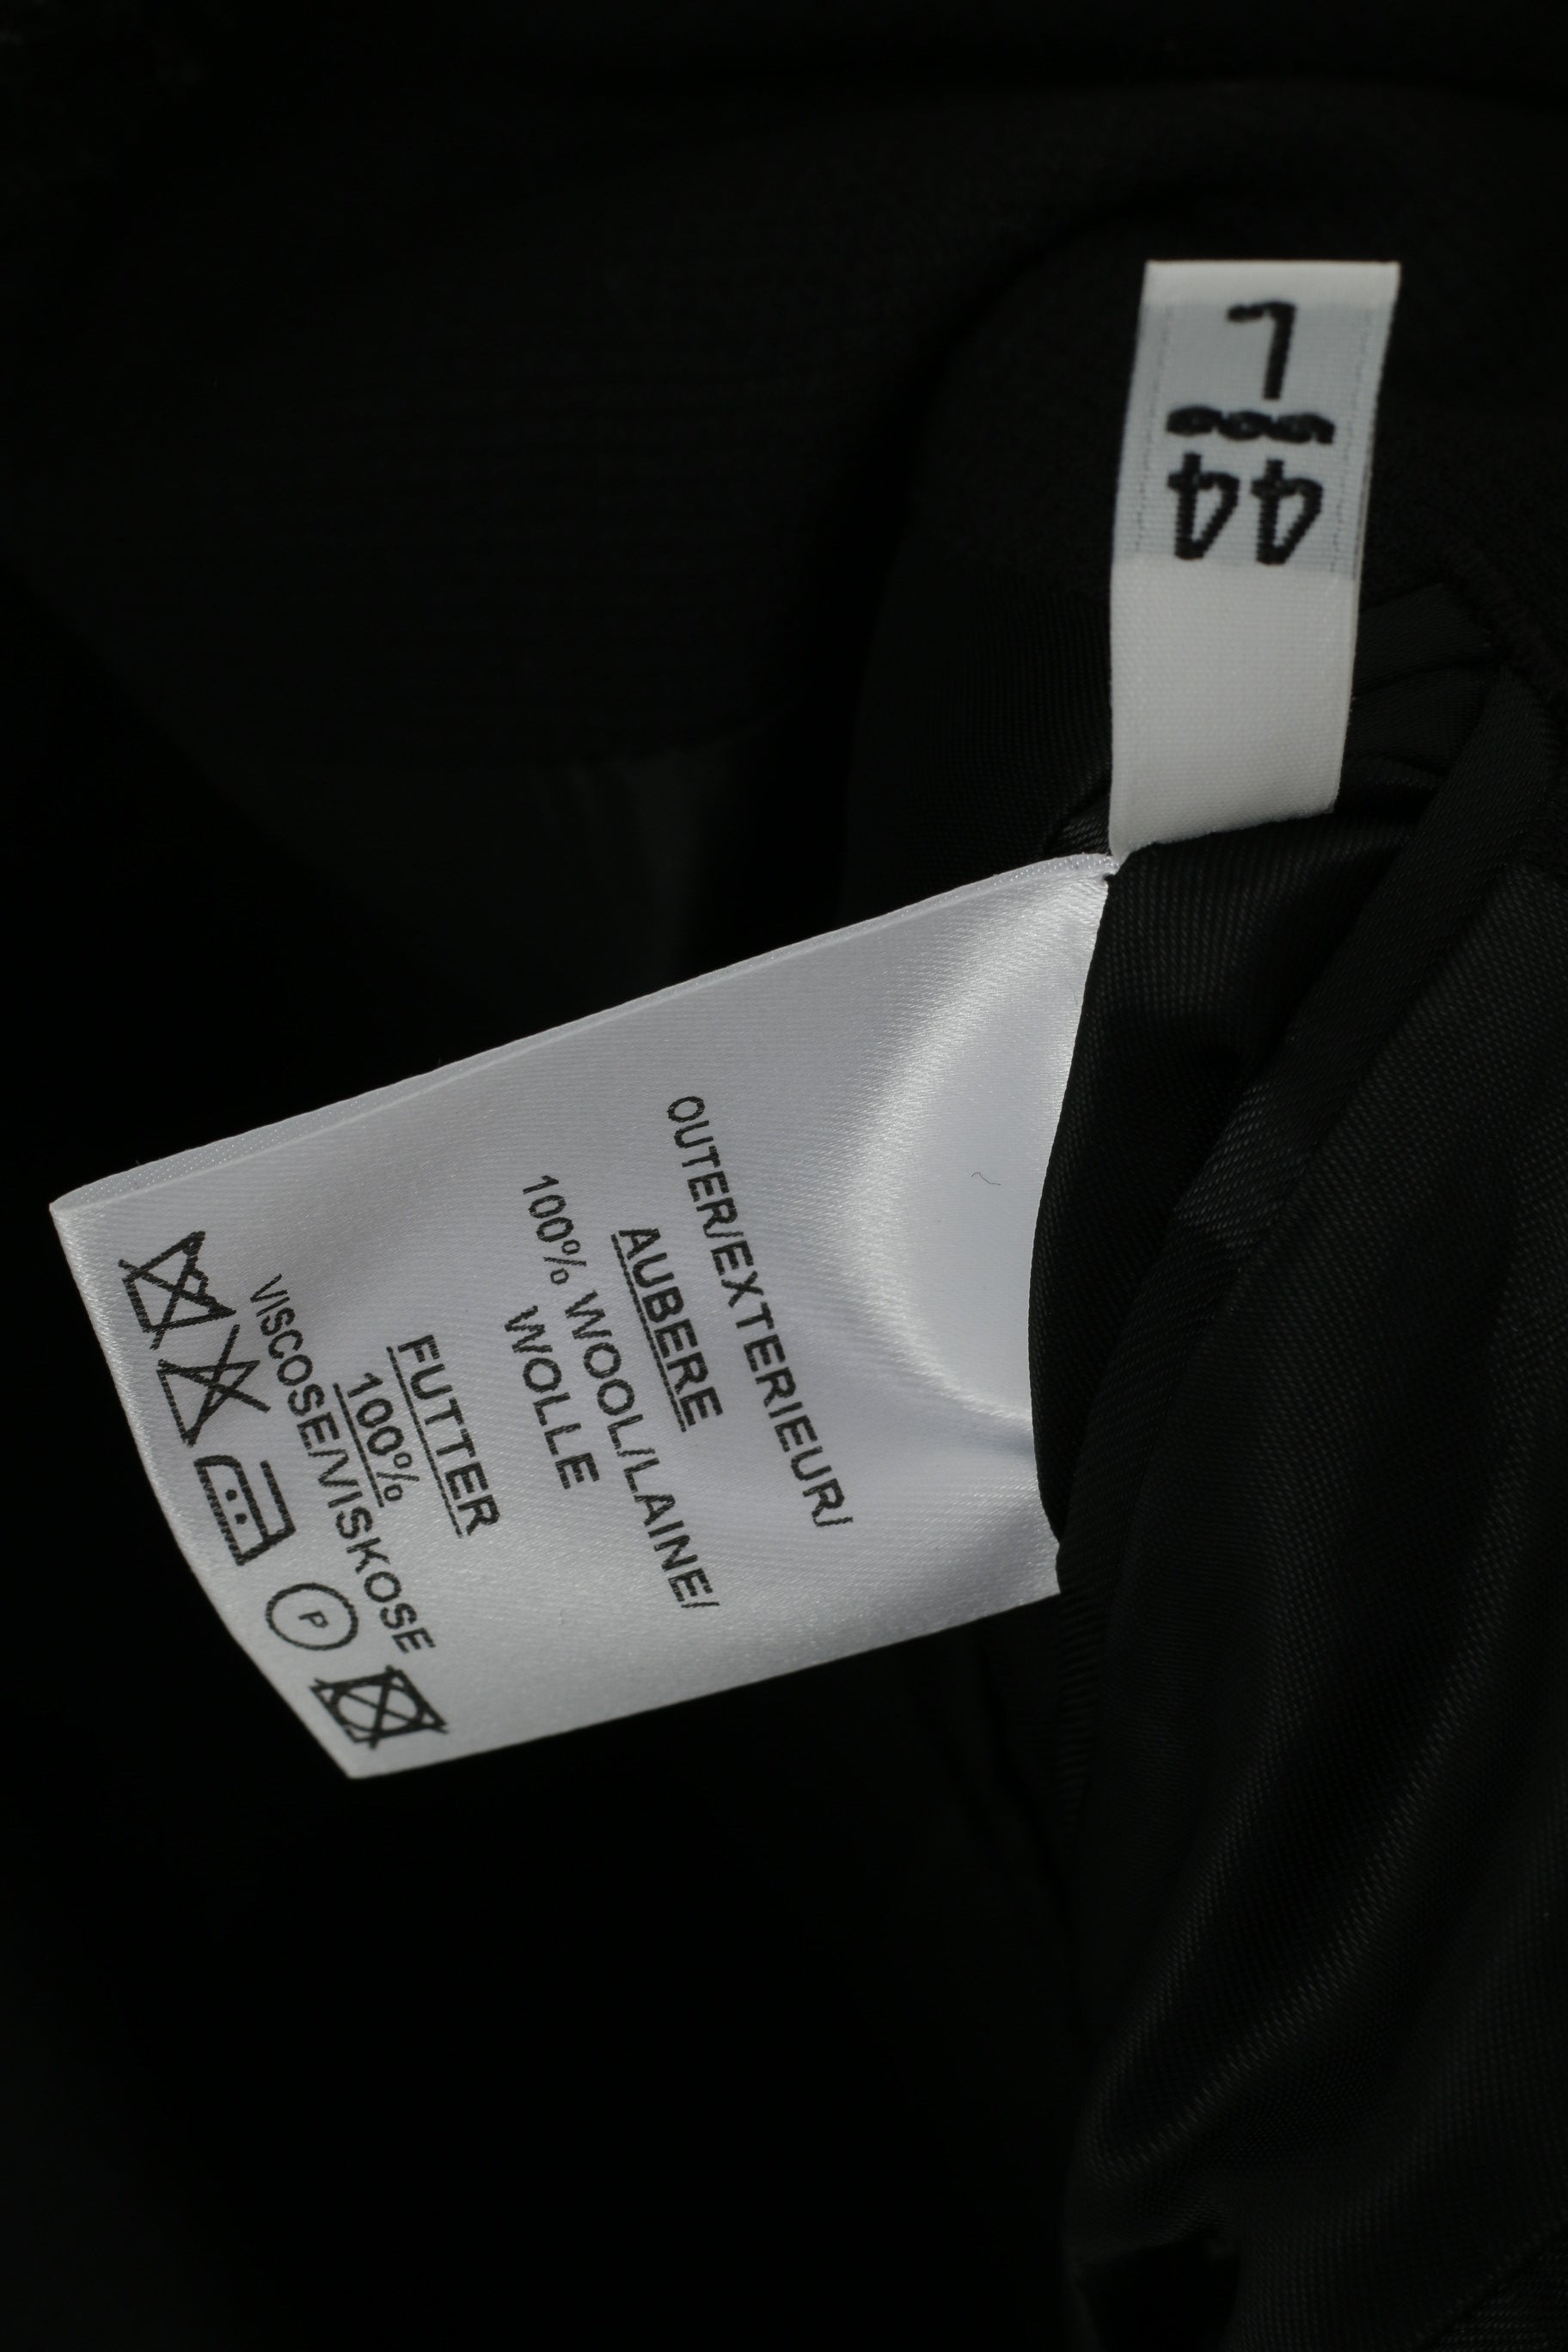 44
L
OUTER/EXTERIEUR/
AUBERE
100% WOOL/LAINE/
WOLLE
FUTTER
100%
VISCOSE/VISKOSE
P